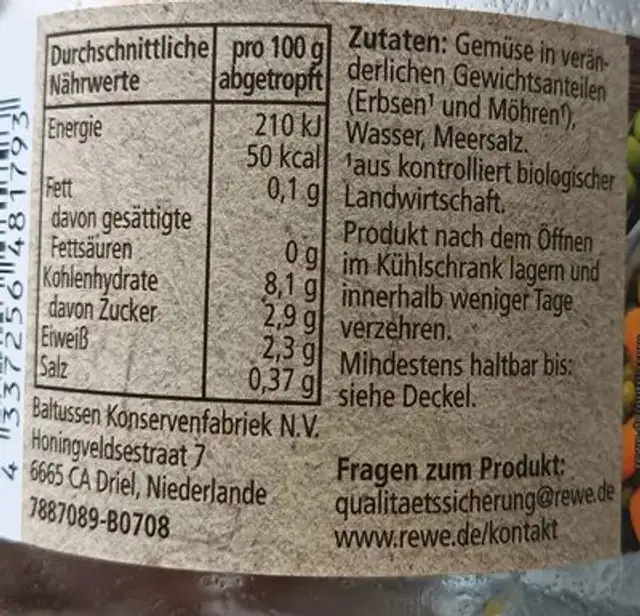 Durchschnittliche pro 100 g
Nährwerte abgetropft
Energie 210 kJ
50 kcal
Fett 0,1 g
davon gesättigte
Fettsäuren 0 g
Kohlenhydrate 8,1 g
davon Zucker 2,9 g
Eiweiß 2,3 g
Salz 0,37 g
Baltussen Konservenfabriek N.V.
Honingveldsestraat 7
6665 CA Driel, Niederlande
7887089-B0708
Zutaten: Gemüse in verän-
derlichen Gewichtsanteilen
(Erbsen¹ und Möhren¹),
Wasser, Meersalz.
¹aus kontrolliert biologischer
Landwirtschaft.
Produkt nach dem Öffnen
im Kühlschrank lagern und
innerhalb weniger Tage
verzehren.
Mindestens haltbar bis:
siehe Deckel.
Fragen zum Produkt:
qualitaetssicherung@rewe.de
www.rewe.de/kontakt
4 337256 481793